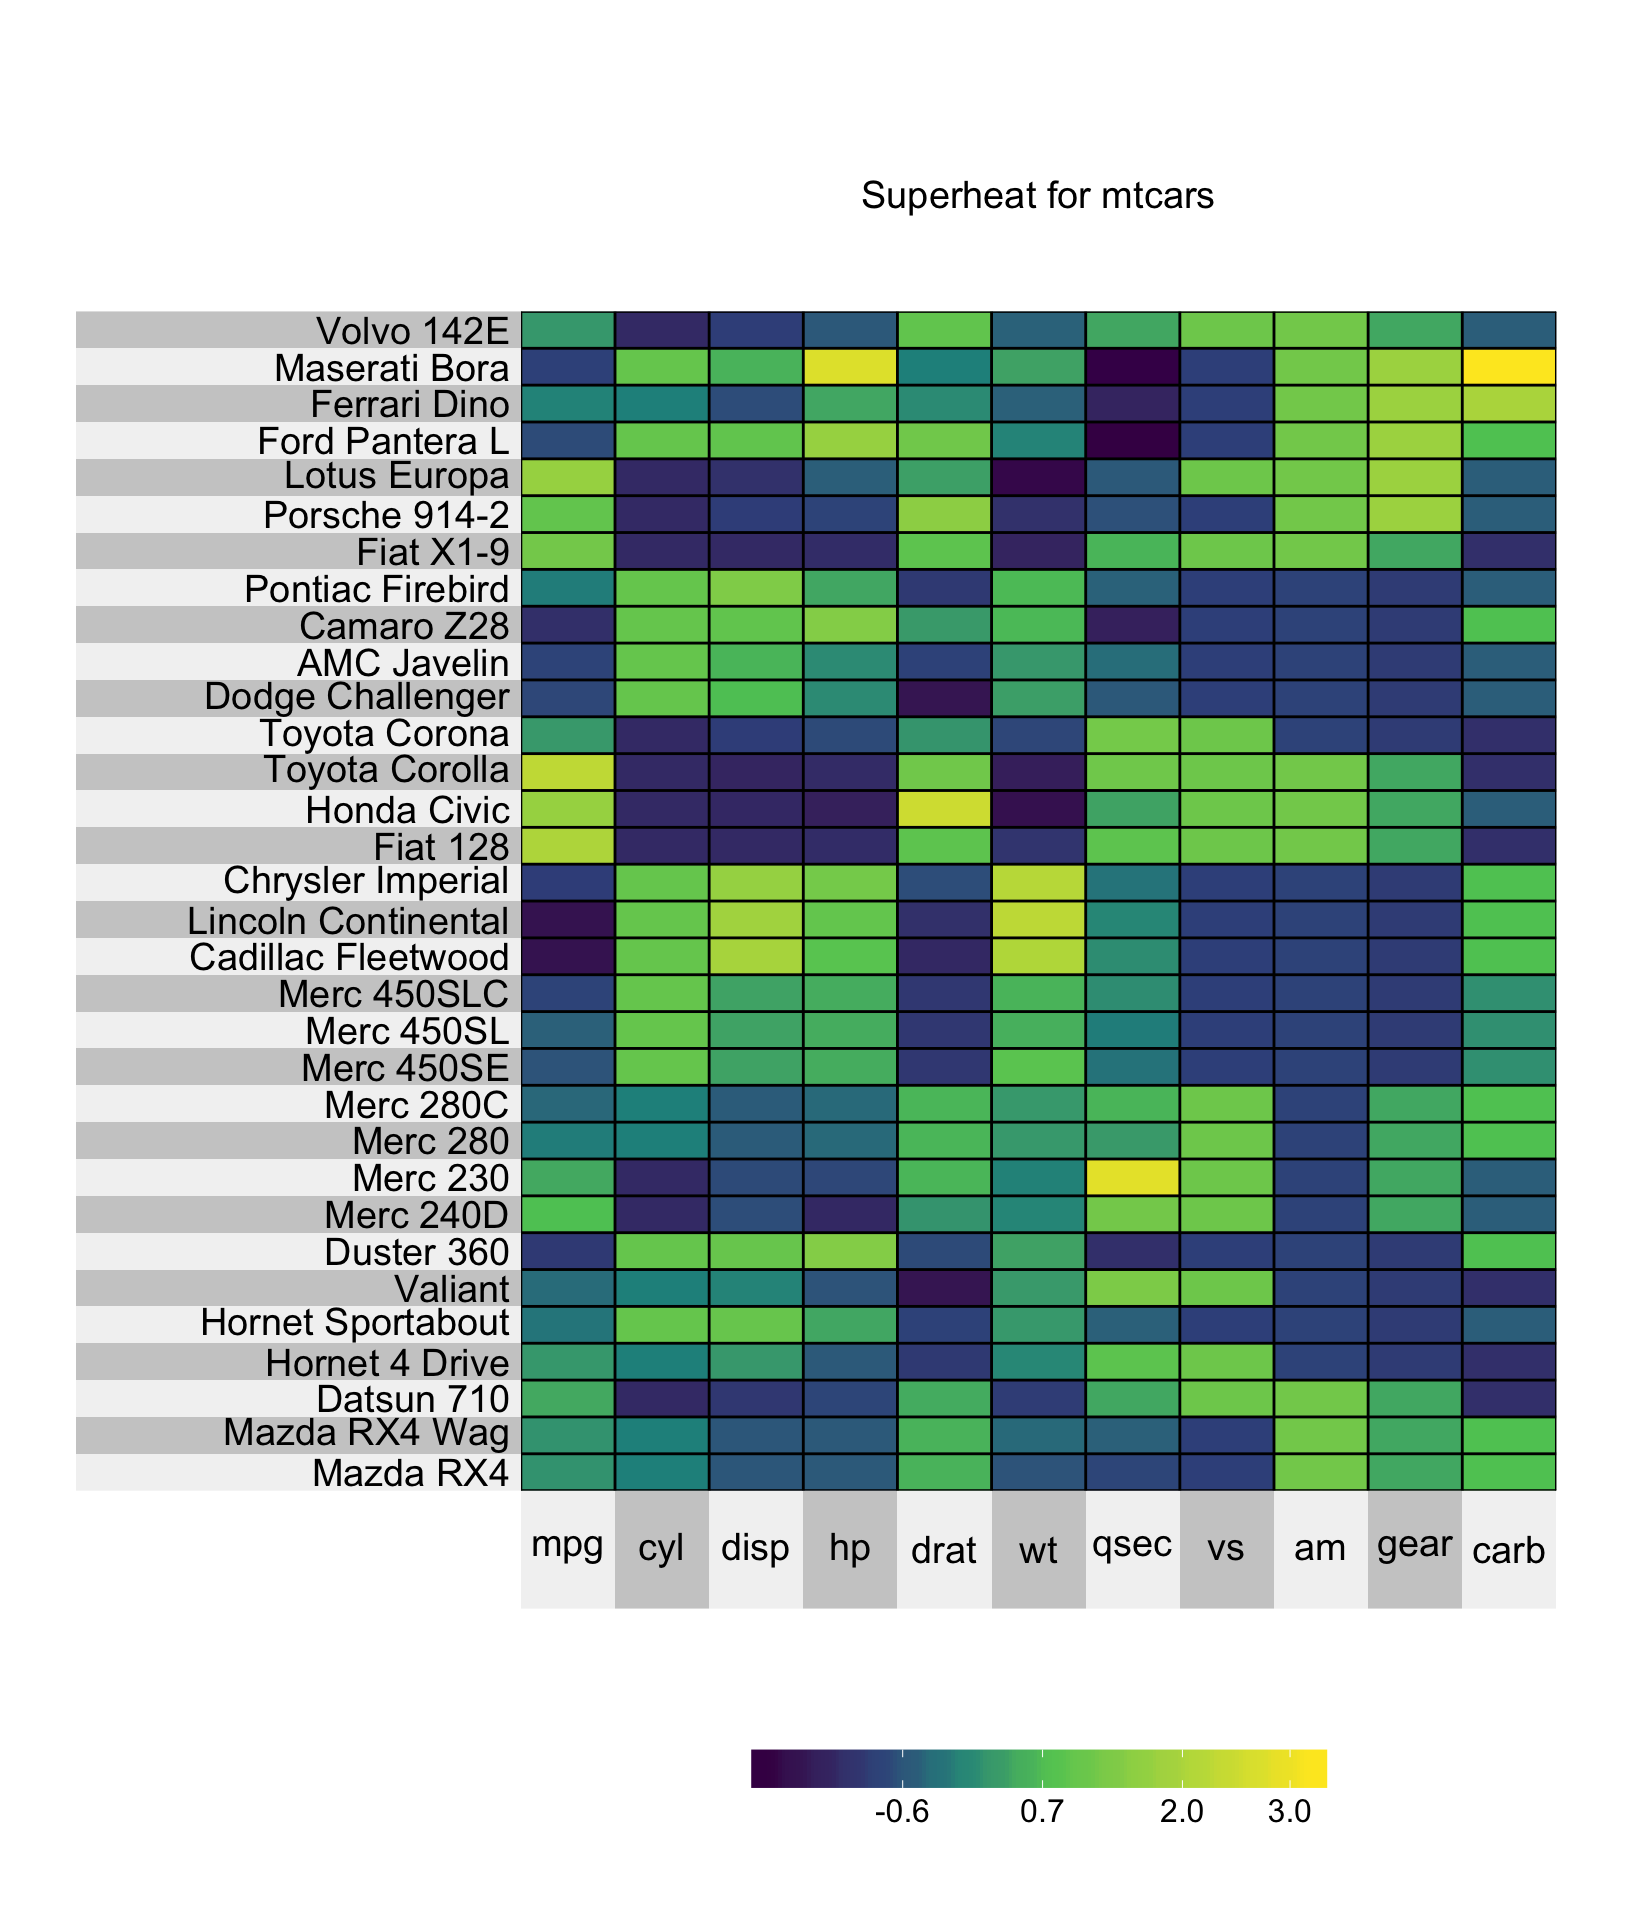 Superheat for mtcars
Volvo 142E
Maserati Bora
Ferrari Dino
Ford Pantera L
Lotus Europa
Porsche 914-2
Fiat X1-9
Pontiac Firebird
Camaro Z28
AMC Javelin
Dodge Challenger
Toyota Corona
Toyota Corolla
Honda Civic
Fiat 128
Chrysler Imperial
Lincoln Continental
Cadillac Fleetwood
Merc 450SLC
Merc 450SL
Merc 450SE
Merc 280C
Merc 280
Merc 230
Merc 240D
Duster 360
Valiant
Hornet Sportabout
Hornet 4 Drive
Datsun 710
Mazda RX4 Wag
Mazda RX4
mpg cyl disp hp drat wt qsec vs am gear carb
-0.6 0.7 2.0 3.0